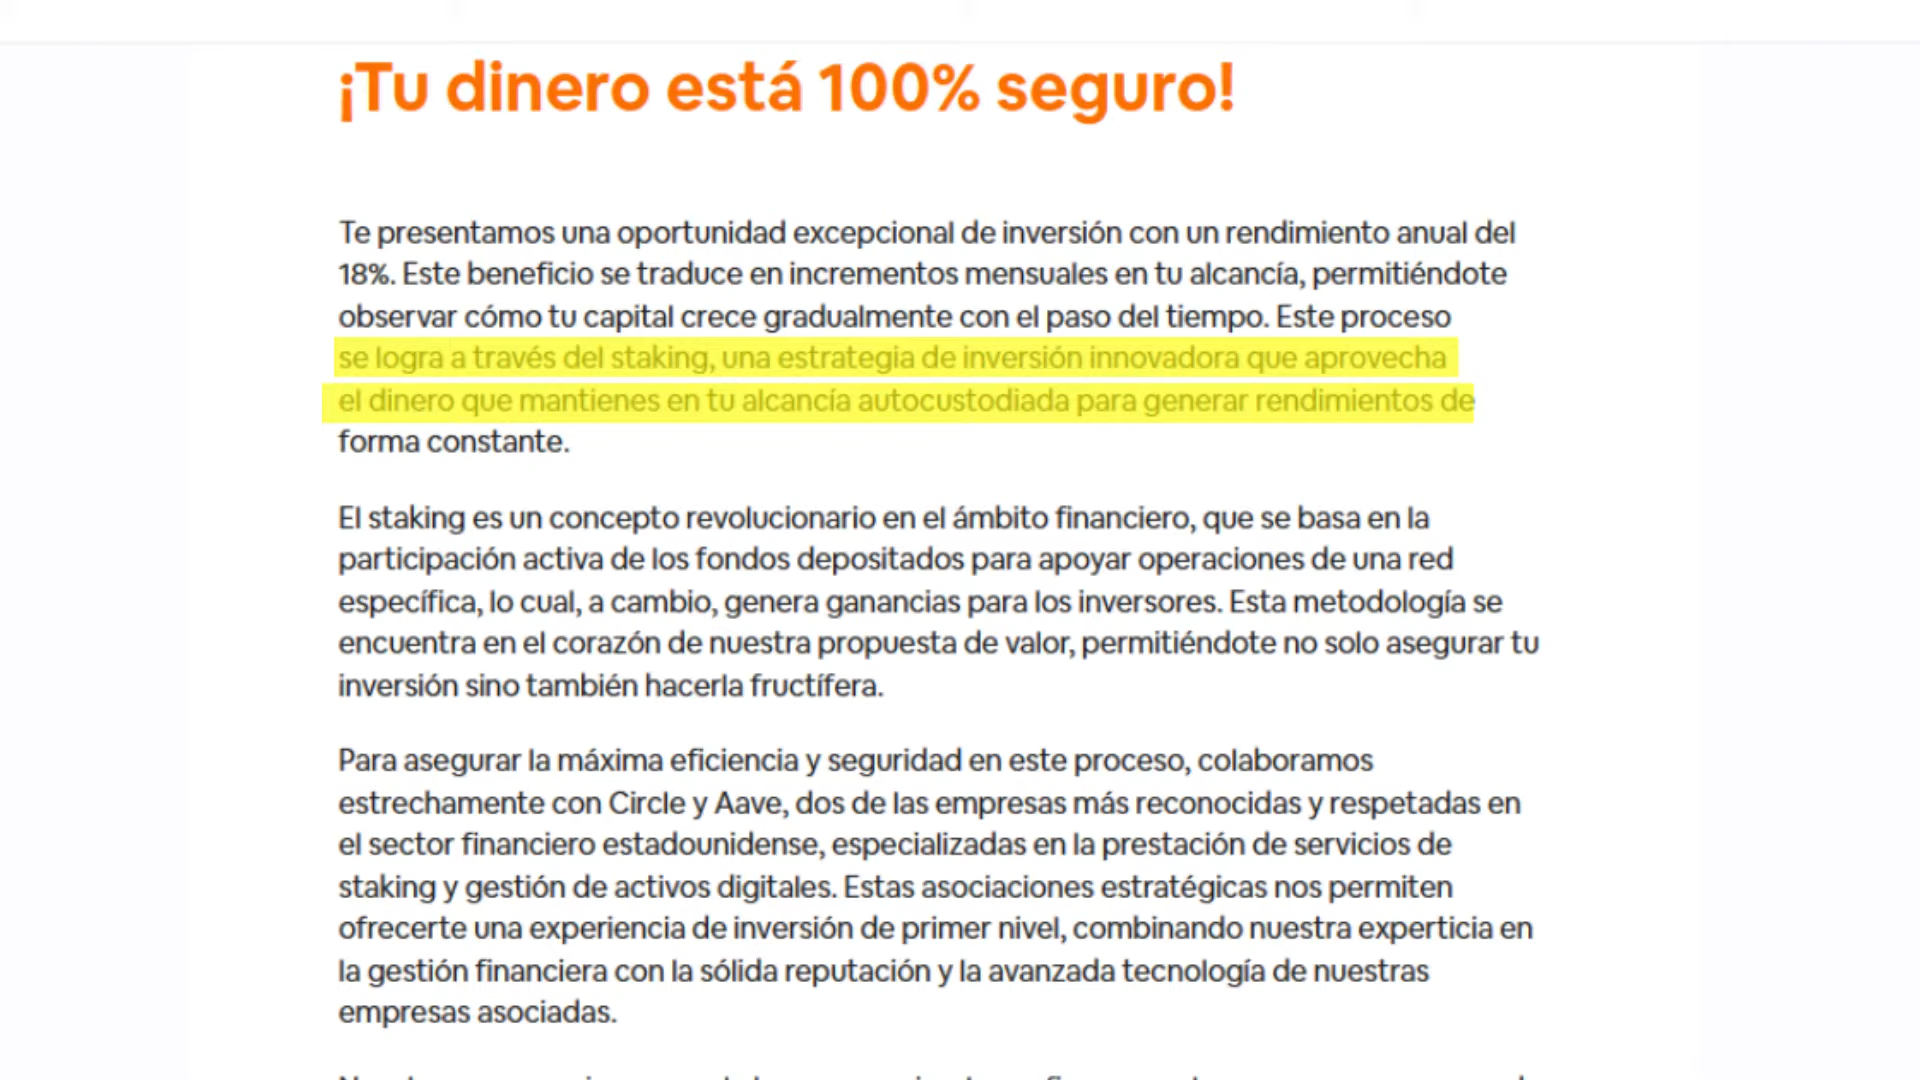 ¡Tu dinero está 100% seguro!
Te presentamos una oportunidad excepcional de inversión con un rendimiento anual del
18%. Este beneficio se traduce en incrementos mensuales en tu alcancía, permitiéndote
observar cómo tu capital crece gradualmente con el paso del tiempo. Este proceso
se logra a través del staking, una estrategia de inversión innovadora que aprovecha
el dinero que mantienes en tu alcancía autocustodiada para generar rendimientos de
forma constante.
El staking es un concepto revolucionario en el ámbito financiero, que se basa en la
participación activa de los fondos depositados para apoyar operaciones de una red
específica, lo cual, a cambio, genera ganancias para los inversores. Esta metodología se
encuentra en el corazón de nuestra propuesta de valor, permitiéndote no solo asegurar tu
inversión sino también hacerla fructífera.
Para asegurar la máxima eficiencia y seguridad en este proceso, colaboramos
estrechamente con Circle y Aave, dos de las empresas más reconocidas y respetadas en
el sector financiero estadounidense, especializadas en la prestación de servicios de
staking y gestión de activos digitales. Estas asociaciones estratégicas nos permiten
ofrecerte una experiencia de inversión de primer nivel, combinando nuestra experticia en
la gestión financiera con la sólida reputación y la avanzada tecnología de nuestras
empresas asociadas.